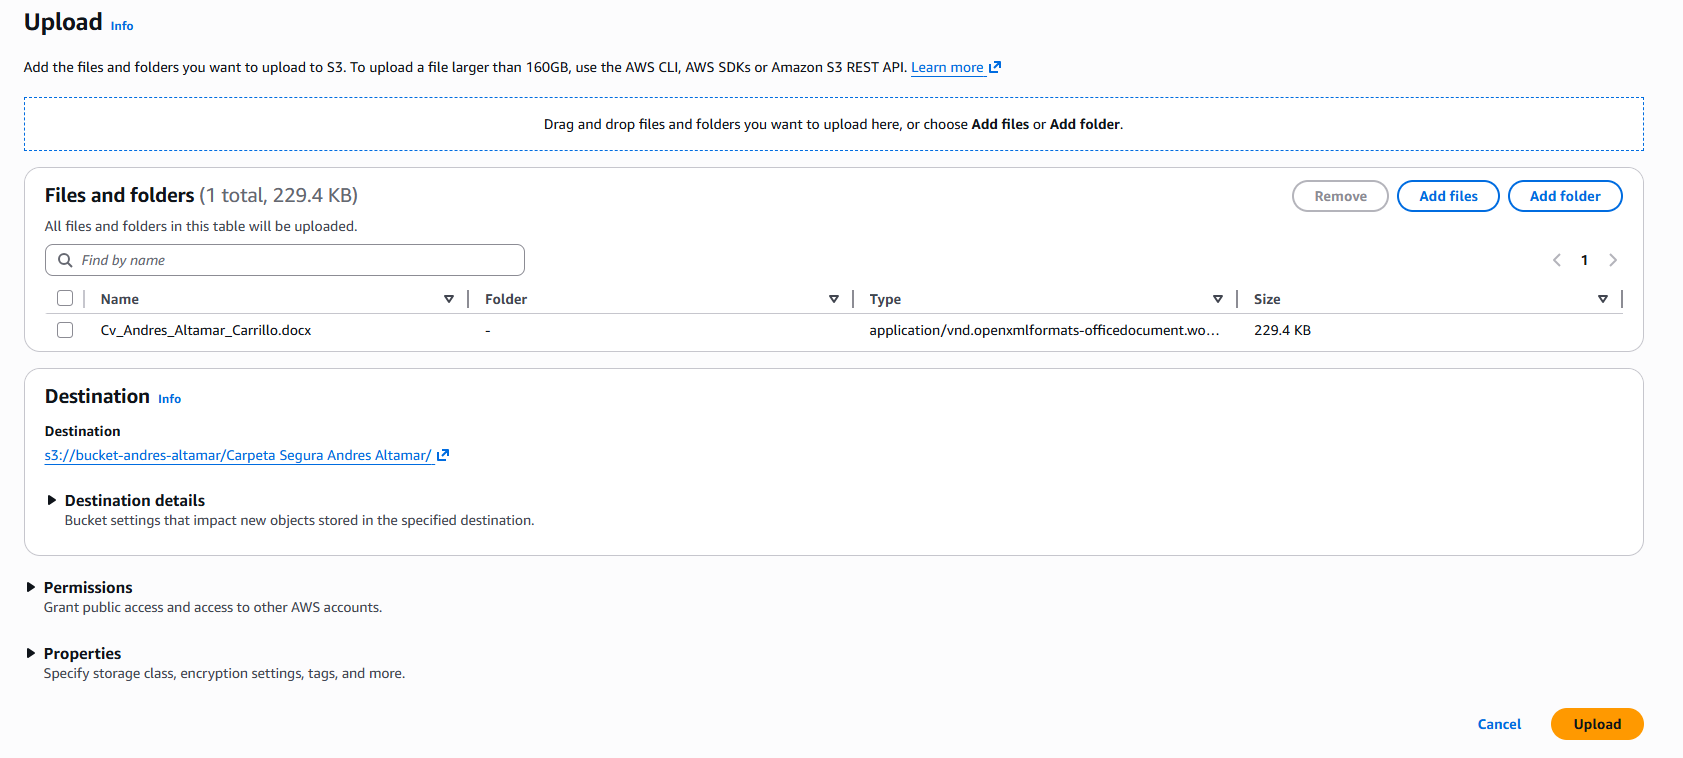 Upload Info
Add the files and folders you want to upload to S3. To upload a file larger than 160GB, use the AWS CLI, AWS SDKs or Amazon S3 REST API. Learn more
Drag and drop files and folders you want to upload here, or choose Add files or Add folder.
Files and folders (1 total, 229.4 KB)
Remove Add files Add folder
All files and folders in this table will be uploaded.
Find by name
1
Name Folder Type Size
Cv_Andres_Altamar_Carrillo.docx - application/vnd.openxmlformats-officedocument.wo... 229.4 KB
Destination Info
Destination
s3://bucket-andres-altamar/Carpeta Segura Andres Altamar/
Destination details
Bucket settings that impact new objects stored in the specified destination.
Permissions
Grant public access and access to other AWS accounts.
Properties
Specify storage class, encryption settings, tags, and more.
Cancel Upload